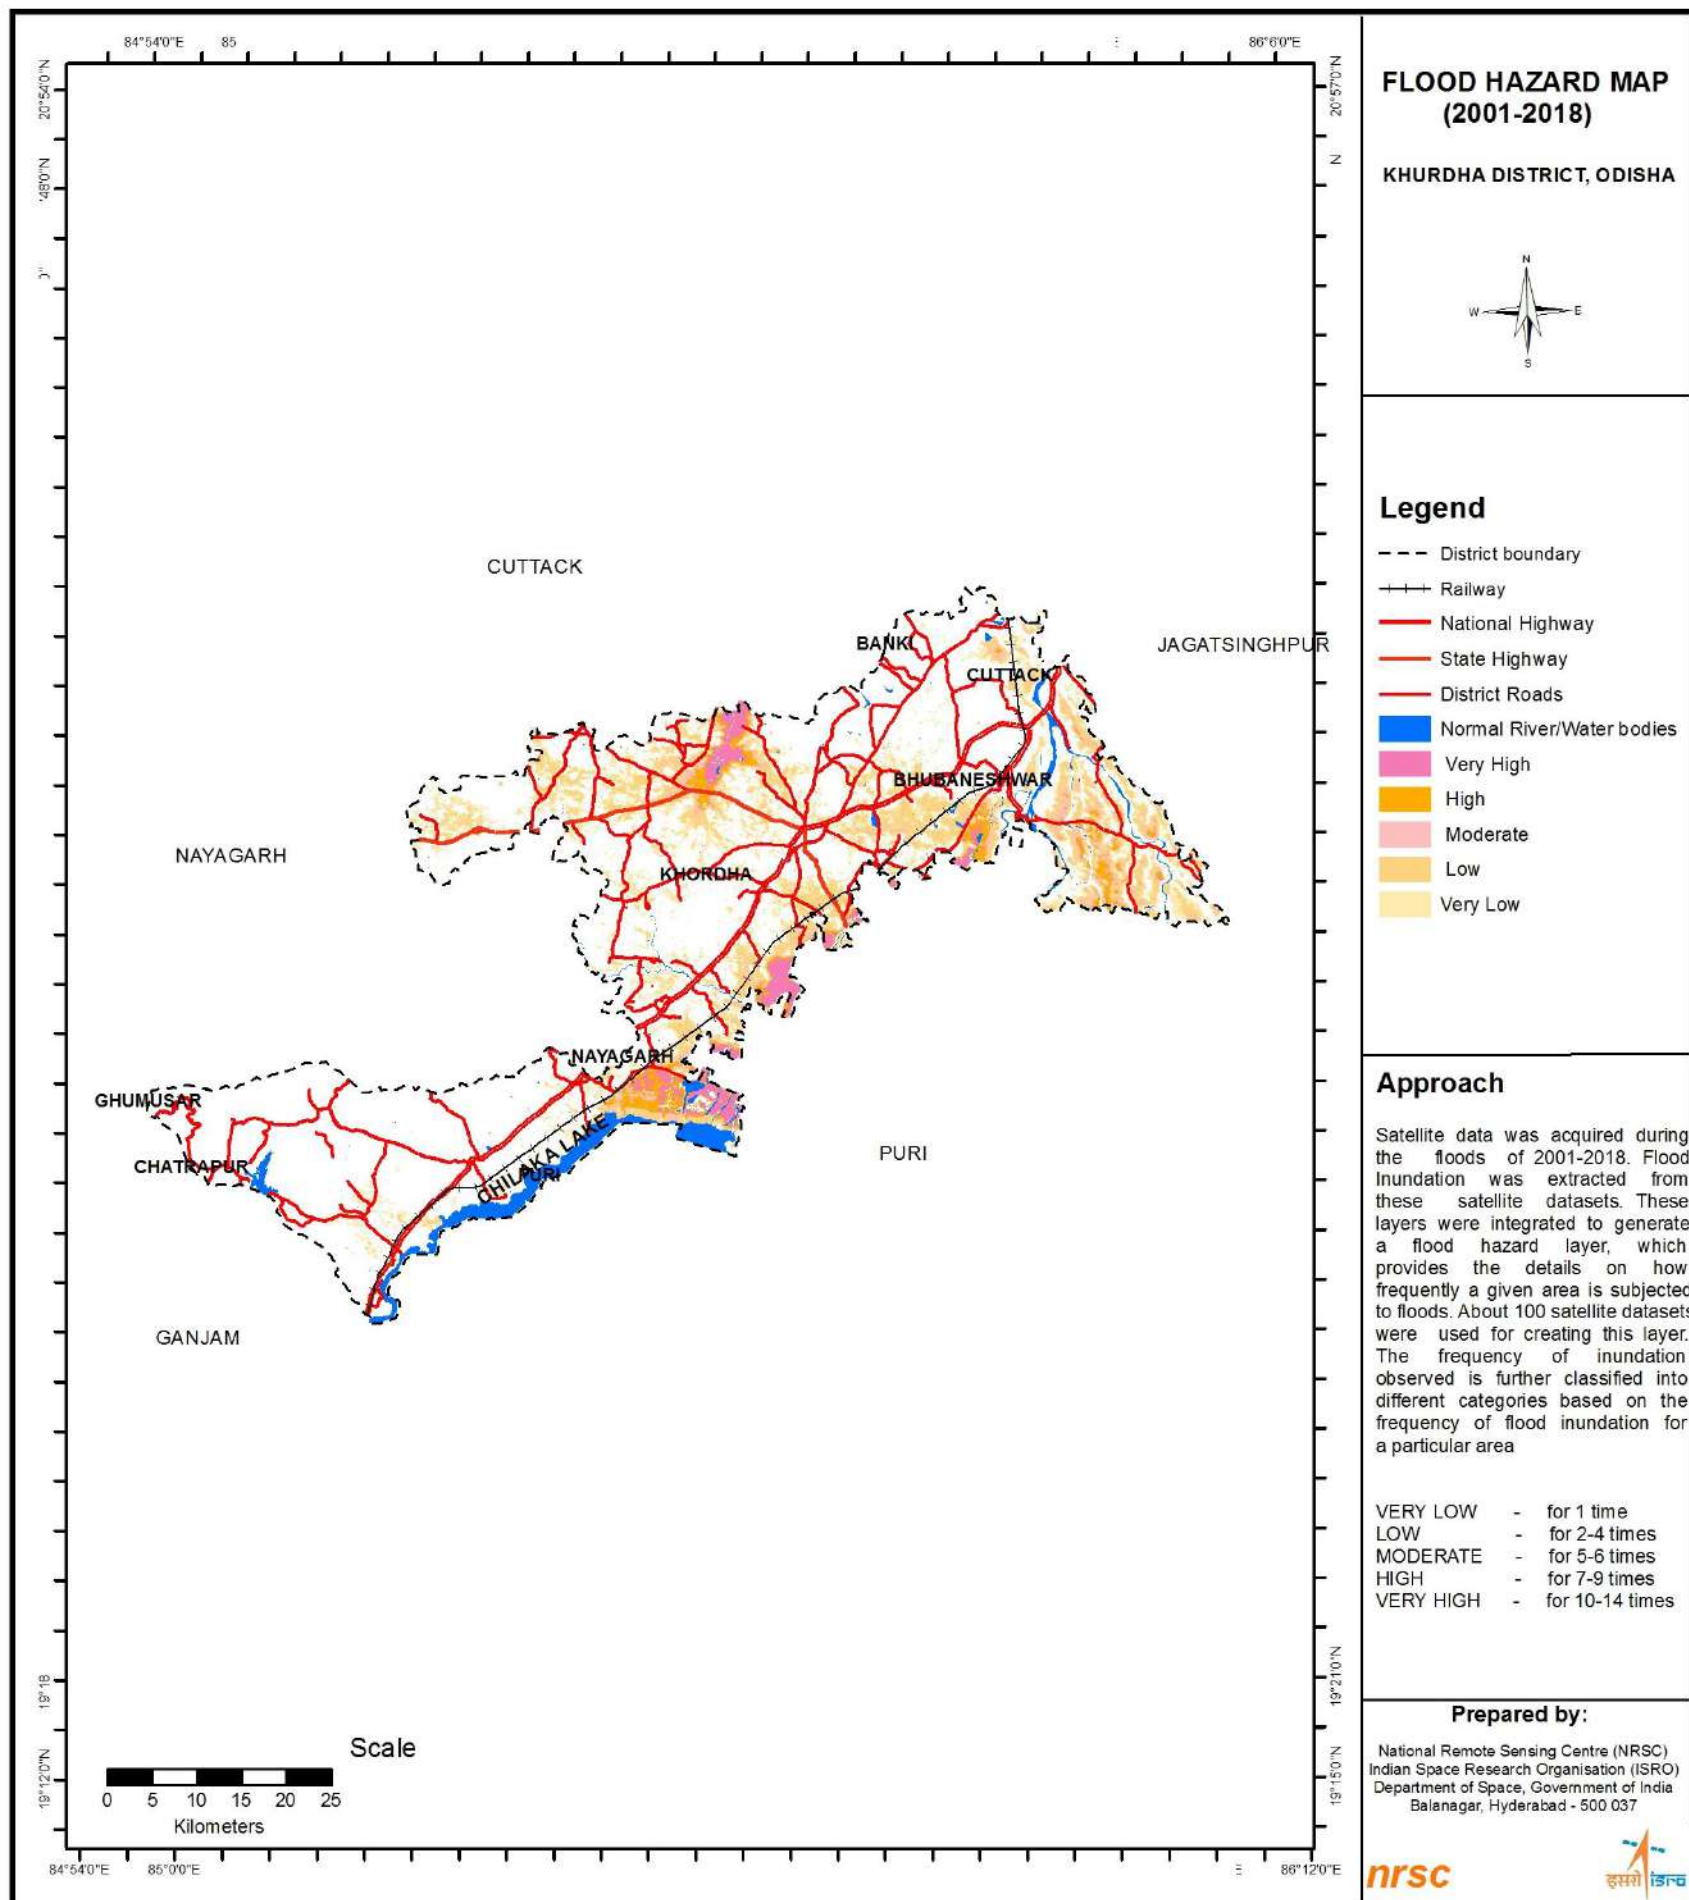 84°54'0"E 85 86°6'0"E
20°54'0"N
20°57'0"N
N
'48'0"N
0"
FLOOD HAZARD MAP
(2001-2018)
KHURDHA DISTRICT, ODISHA
N
W E
S
CUTTACK
JAGATSINGHPUR
BANKI
CUTTACK
BHUBANESHWAR
NAYAGARH
KHORDHA
NAYAGARH
GHUMUSAR
CHATRAPUR
CHILAKA LAKE
PURI
PURI
GANJAM
Legend
District boundary
Railway
National Highway
State Highway
District Roads
Normal River/Water bodies
Very High
High
Moderate
Low
Very Low
Approach
Satellite data was acquired during
the floods of 2001-2018. Flood
Inundation was extracted from
these satellite datasets. These
layers were integrated to generate
a flood hazard layer, which
provides the details on how
frequently a given area is subjected
to floods. About 100 satellite datasets
were used for creating this layer.
The frequency of inundation
observed is further classified into
different categories based on the
frequency of flood inundation for
a particular area
VERY LOW - for 1 time
LOW - for 2-4 times
MODERATE - for 5-6 times
HIGH - for 7-9 times
VERY HIGH - for 10-14 times
19°18
19°21'0"N
19°12'0"N
19°15'0"N
Scale
0 5 10 15 20 25
Kilometers
84°54'0"E 85°0'0"E 86°12'0"E
Prepared by:
National Remote Sensing Centre (NRSC)
Indian Space Research Organisation (ISRO)
Department of Space, Government of India
Balanagar, Hyderabad - 500 037
nrsc
इसरो isro